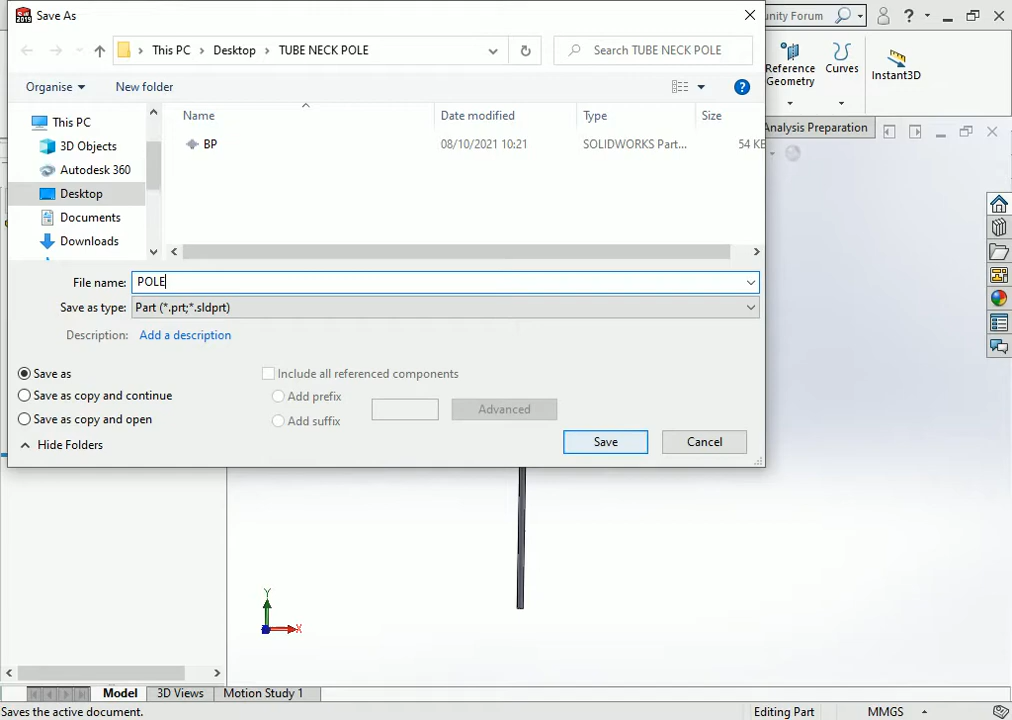 2019
Save As
unity Forum
?
This PC
Desktop
TUBE NECK POLE
Search TUBE NECK POLE
Organise
New folder
?
Reference
Geometry
Curves
Instant3D
Name
Date modified
Type
Size
This PC
3D Objects
Autodesk 360
Desktop
Documents
Downloads
BP
08/10/2021 10:21
SOLIDWORKS Part...
54 KB
Analysis Preparation
File name:
POLE
Save as type:
Part (*.prt;*.sldprt)
Description:
Add a description
Save as
Save as copy and continue
Save as copy and open
Include all referenced components
Add prefix
Add suffix
Advanced
Hide Folders
Save
Cancel
Y
X
Model
3D Views
Motion Study 1
Saves the active document.
Editing Part
MMGS